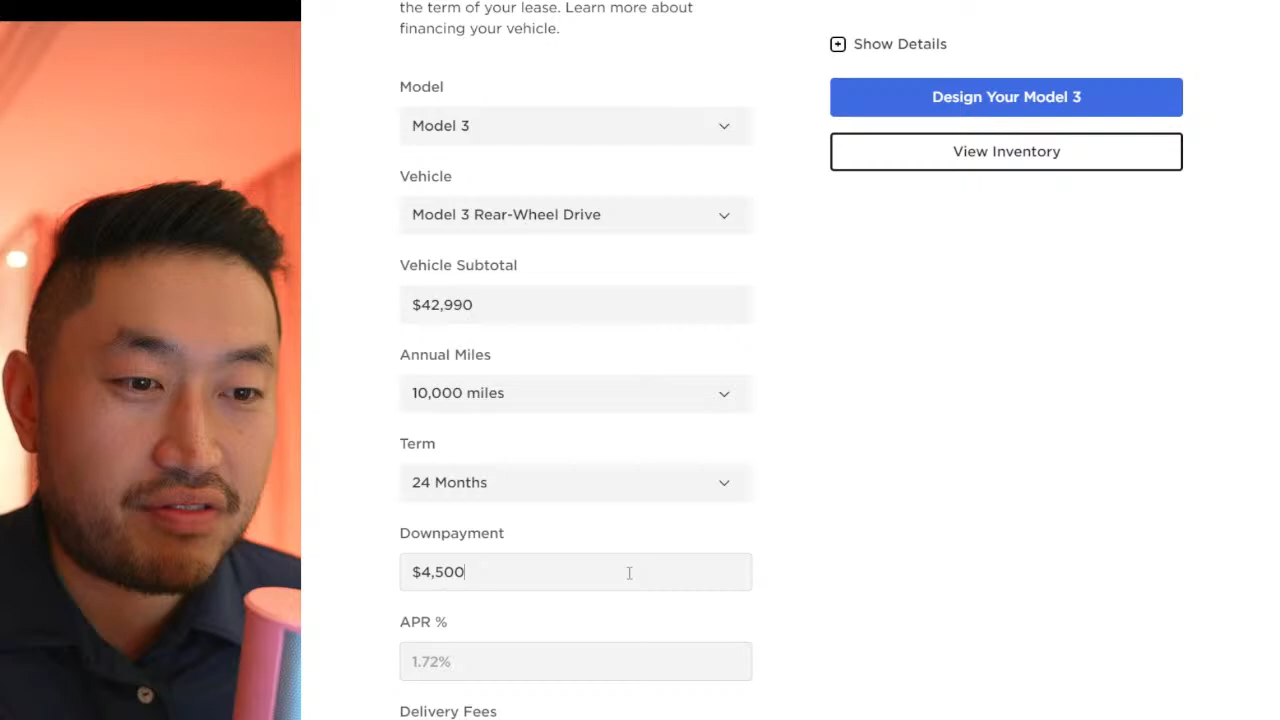 the term of your lease. Learn more about
financing your vehicle.
Model
Model 3
Vehicle
Model 3 Rear-Wheel Drive
Vehicle Subtotal
$42,990
Annual Miles
10,000 miles
Term
24 Months
Downpayment
$4,500
APR %
1.72%
Delivery Fees
Show Details
Design Your Model 3
View Inventory